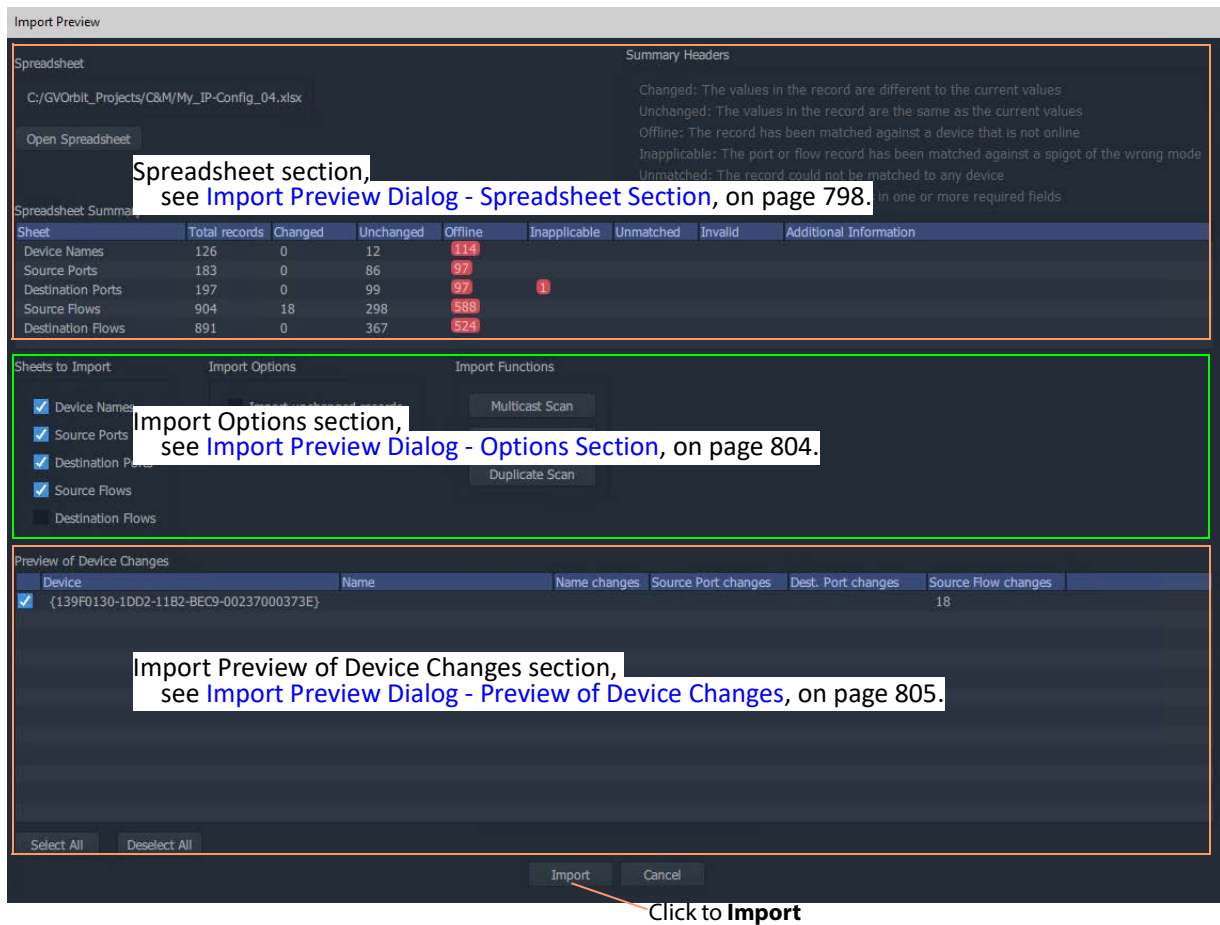 Import Preview
Spreadsheet
C:/GVOrbit_Projects/C&M/My_IP-Config_04.xlsx
Open Spreadsheet
Summary Headers
Changed: The values in the record are different to the current values
Unchanged: The values in the record are the same as the current values
Offline: The record has been matched against a device that is not online
Inapplicable: The port or flow record has been matched against a spigot of the wrong mode
Unmatched: The record could not be matched to any device
in one or more required fields
Spreadsheet section,
see Import Preview Dialog - Spreadsheet Section, on page 798.
Spreadsheet Summary
Sheet Total records Changed Unchanged Offline Inapplicable Unmatched Invalid Additional Information
Device Names 126 0 12 114
Source Ports 183 0 86 97
Destination Ports 197 0 99 97 1
Source Flows 904 18 298 588
Destination Flows 891 0 367 524
Sheets to Import Import Options Import Functions
Device Names Import unchanged records Multicast Scan
Import Options section,
Source Ports
see Import Preview Dialog - Options Section, on page 804.
Destination Ports
Duplicate Scan
Source Flows
Destination Flows
Preview of Device Changes
Device Name Name changes Source Port changes Dest. Port changes Source Flow changes
{139F0130-1DD2-11B2-BEC9-00237000373E} 18
Import Preview of Device Changes section,
see Import Preview Dialog - Preview of Device Changes, on page 805.
Select All Deselect All
Import Cancel
Click to Import